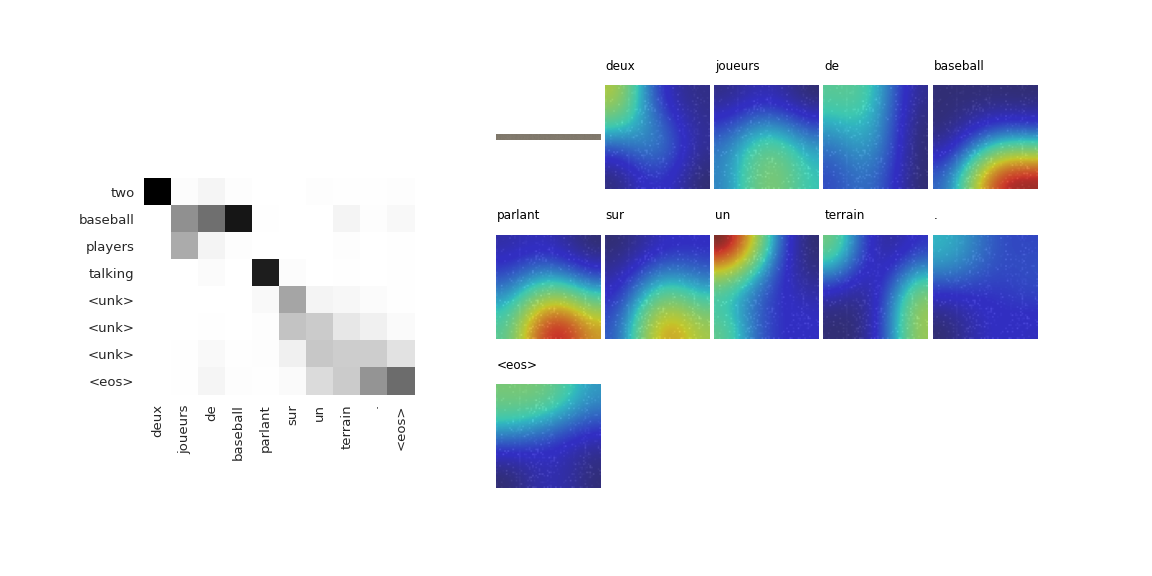 two
baseball
players
talking
<unk>
<unk>
<unk>
<eos>
deux
joueurs
de
baseball
parlant
sur
un
terrain
.
<eos>
deux joueurs de baseball
parlant sur un terrain .
<eos>